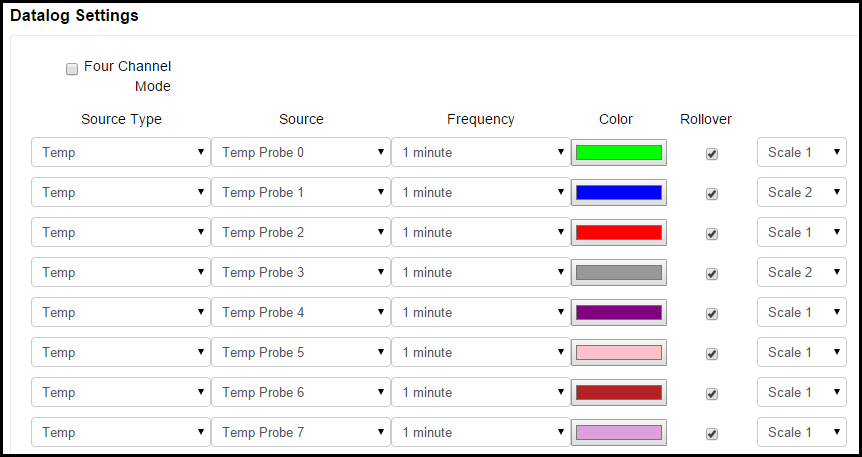 Datalog Settings
Four Channel
Mode
Source Type Source Frequency Color Rollover
Temp Temp Probe 0 1 minute Scale 1
Temp Temp Probe 1 1 minute Scale 2
Temp Temp Probe 2 1 minute Scale 1
Temp Temp Probe 3 1 minute Scale 2
Temp Temp Probe 4 1 minute Scale 1
Temp Temp Probe 5 1 minute Scale 1
Temp Temp Probe 6 1 minute Scale 1
Temp Temp Probe 7 1 minute Scale 1